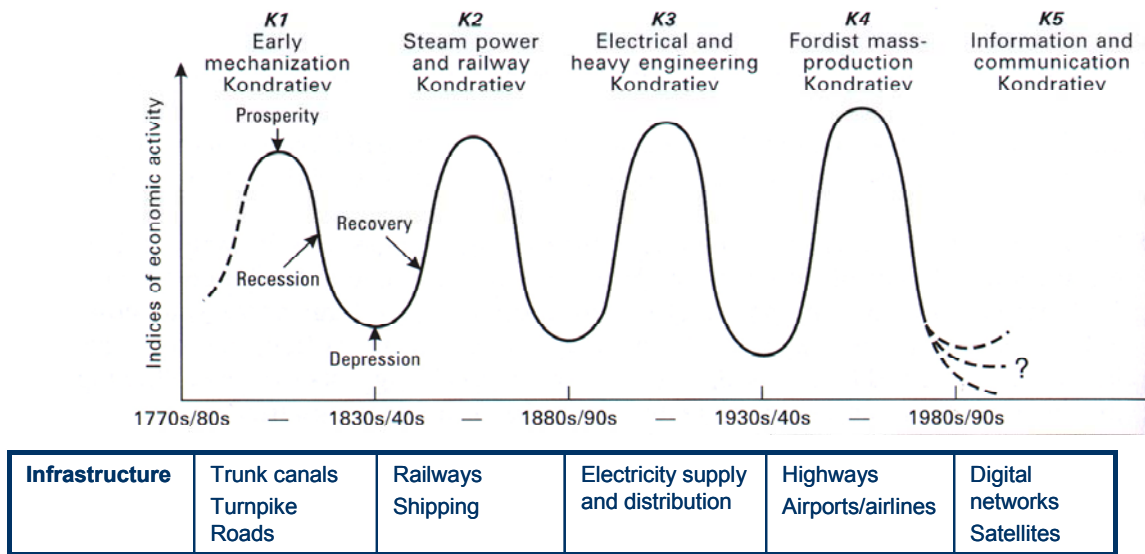 K1
Early
mechanization
Kondratiev
K2
Steam power
and railway
Kondratiev
K3
Electrical and
heavy engineering
Kondratiev
K4
Fordist mass-
production
Kondratiev
K5
Information and
communication
Kondratiev
Indices of economic activity
Prosperity
Recession
Recovery
Depression
?
1770s/80s — 1830s/40s — 1880s/90s — 1930s/40s — 1980s/90s
Infrastructure
Trunk canals
Turnpike
Roads
Railways
Shipping
Electricity supply
and distribution
Highways
Airports/airlines
Digital
networks
Satellites